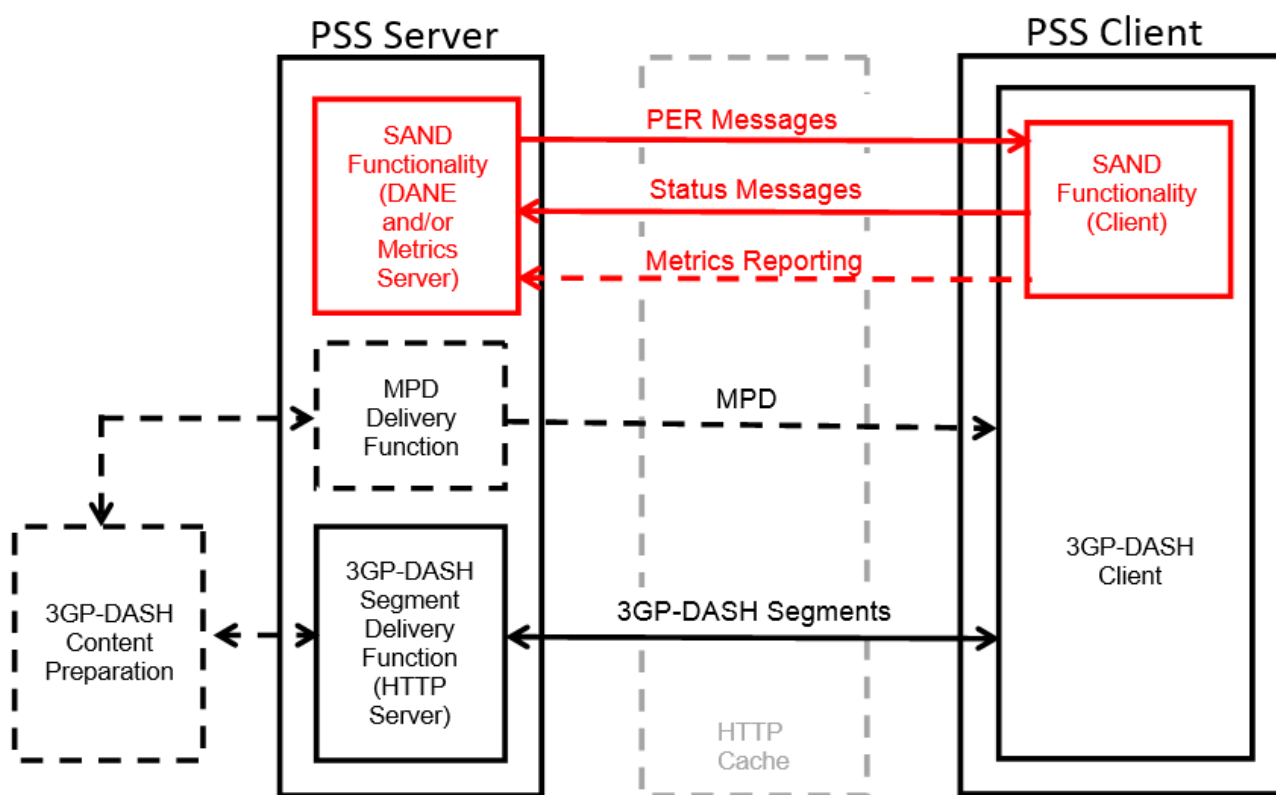 PSS Server
PSS Client
SAND
Functionality
(DANE
and/or
Metrics
Server)
PER Messages
Status Messages
Metrics Reporting
SAND
Functionality
(Client)
MPD
Delivery
Function
MPD
3GP-DASH
Content
Preparation
3GP-DASH
Segment
Delivery
Function
(HTTP
Server)
3GP-DASH Segments
3GP-DASH
Client
HTTP
Cache